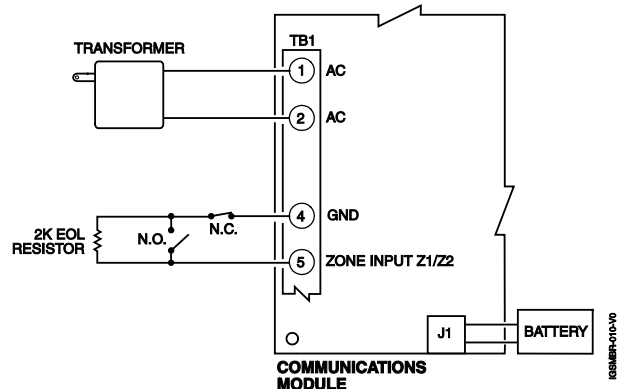 TRANSFORMER
TB1
1 AC
2 AC
4 GND
N.C.
2K EOL
RESISTOR
N.O.
5 ZONE INPUT Z1/Z2
J1
BATTERY
COMMUNICATIONS
MODULE
IGSMBR-010-V0